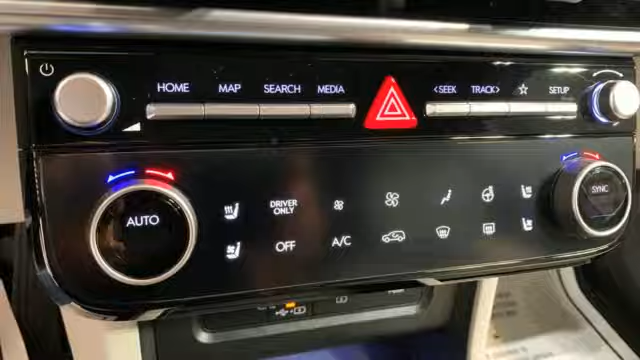 HOME MAP SEARCH MEDIA <SEEK TRACK> SETUP
AUTO DRIVER ONLY SYNC
OFF A/C